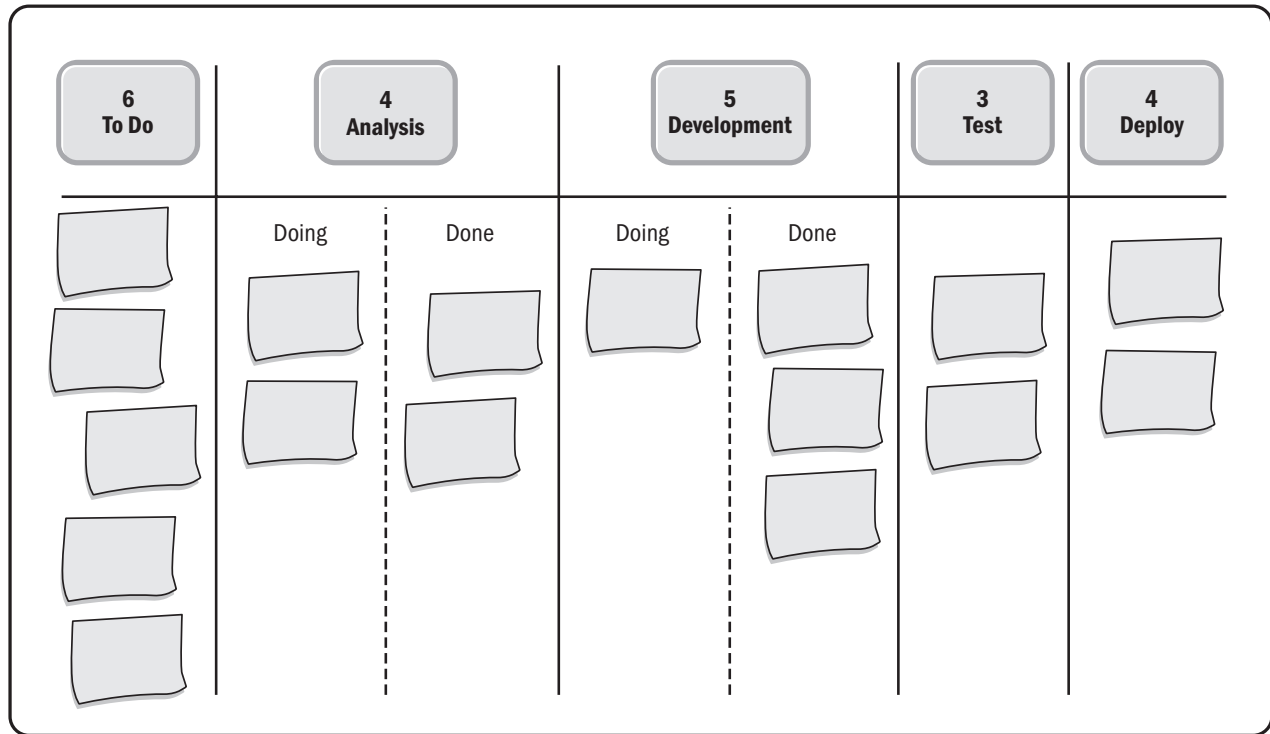 6
To Do
4
Analysis
5
Development
3
Test
4
Deploy
Doing
Done
Doing
Done